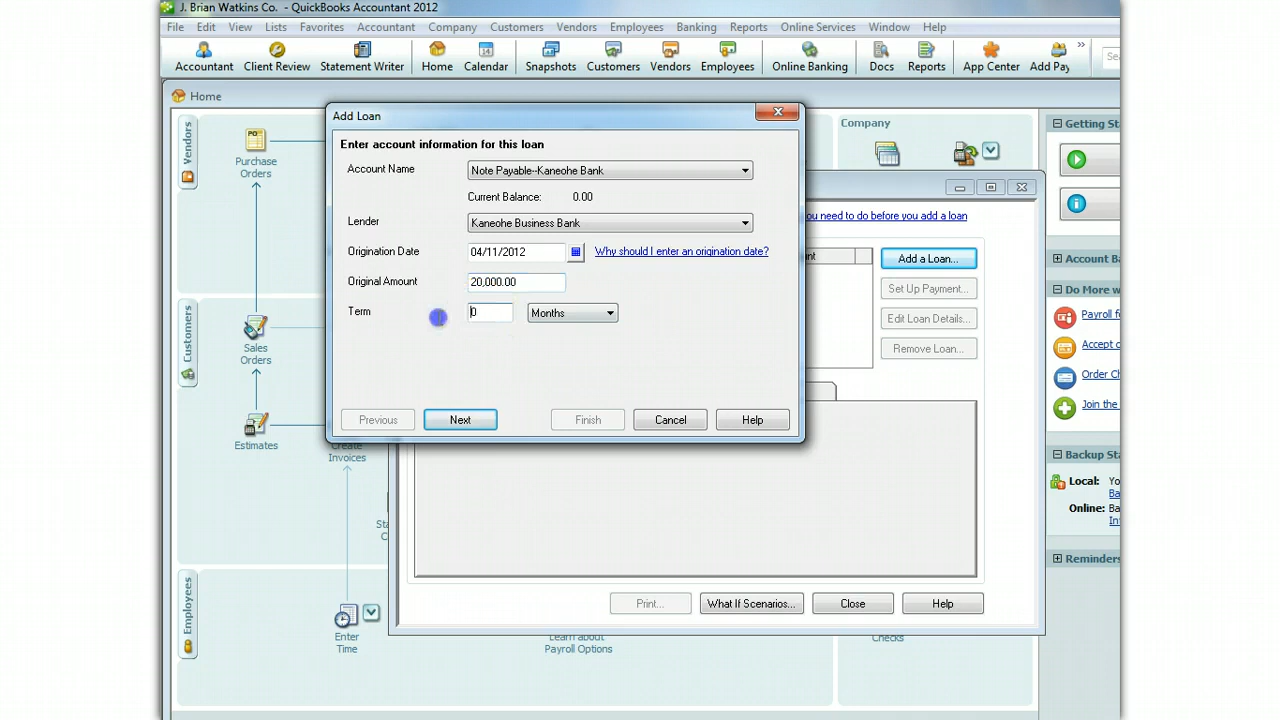 J. Brian Watkins Co. - QuickBooks Accountant 2012
File Edit View Lists Favorites Accountant Company Customers Vendors Employees Banking Reports Online Services Window Help
Accountant Client Review Statement Writer Home Calendar Snapshots Customers Vendors Employees Online Banking Docs Reports App Center Add Pay
Home
Vendors
Purchase
Orders
Customers
Sales
Orders
Estimates
Create
Invoices
Employees
Enter
Time
Learn about
Payroll Options
Checks
Company
Add Loan
Enter account information for this loan
Account Name Note Payable--Kaneohe Bank
Current Balance: 0.00
Lender Kaneohe Business Bank
Origination Date 04/11/2012 Why should I enter an origination date?
Original Amount 20,000.00
Term 0 Months
Previous Next Finish Cancel Help
ou need to do before you add a loan
Add a Loan...
Set Up Payment...
Edit Loan Details...
Remove Loan...
Print... What If Scenarios... Close Help
Getting Sta
Account Ba
Do More w
Payroll fo
Accept c
Order Ch
Join the
Backup Sta
Local: Yo
Ba
Online: Ba
Inf
Reminders